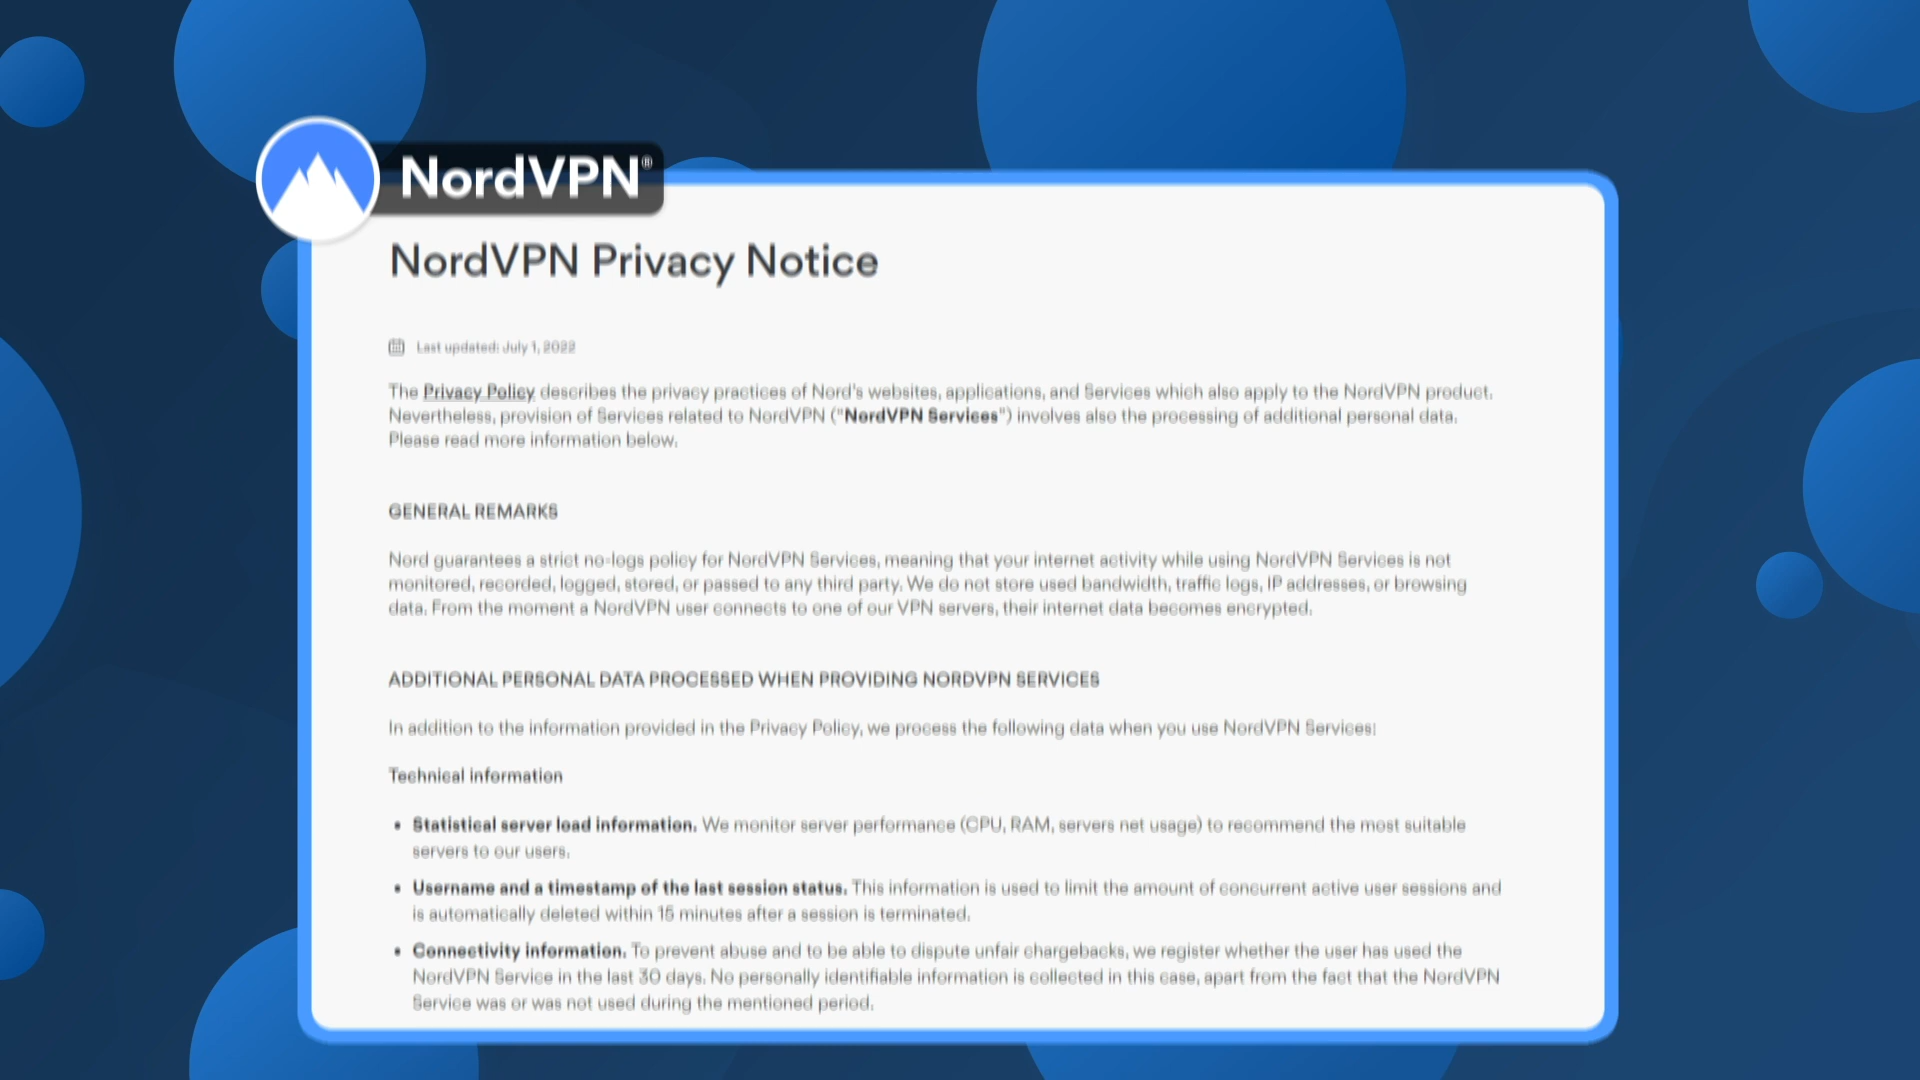 NordVPN®
NordVPN Privacy Notice
Last updated: July 1, 2022
The Privacy Policy describes the privacy practices of Nord's websites, applications, and Services which also apply to the NordVPN product.
Nevertheless, provision of Services related to NordVPN ("NordVPN Services") involves also the processing of additional personal data.
Please read more information below.
GENERAL REMARKS
Nord guarantees a strict no-logs policy for NordVPN Services, meaning that your internet activity while using NordVPN Services is not
monitored, recorded, logged, stored, or passed to any third party. We do not store used bandwidth, traffic logs, IP addresses, or browsing
data. From the moment a NordVPN user connects to one of our VPN servers, their internet data becomes encrypted.
ADDITIONAL PERSONAL DATA PROCESSED WHEN PROVIDING NORDVPN SERVICES
In addition to the information provided in the Privacy Policy, we process the following data when you use NordVPN Services:
Technical information
• Statistical server load information. We monitor server performance (CPU, RAM, servers net usage) to recommend the most suitable
servers to our users.
• Username and a timestamp of the last session status. This information is used to limit the amount of concurrent active user sessions and
is automatically deleted within 15 minutes after a session is terminated.
• Connectivity information. To prevent abuse and to be able to dispute unfair chargebacks, we register whether the user has used the
NordVPN Service in the last 30 days. No personally identifiable information is collected in this case, apart from the fact that the NordVPN
Service was or was not used during the mentioned period.